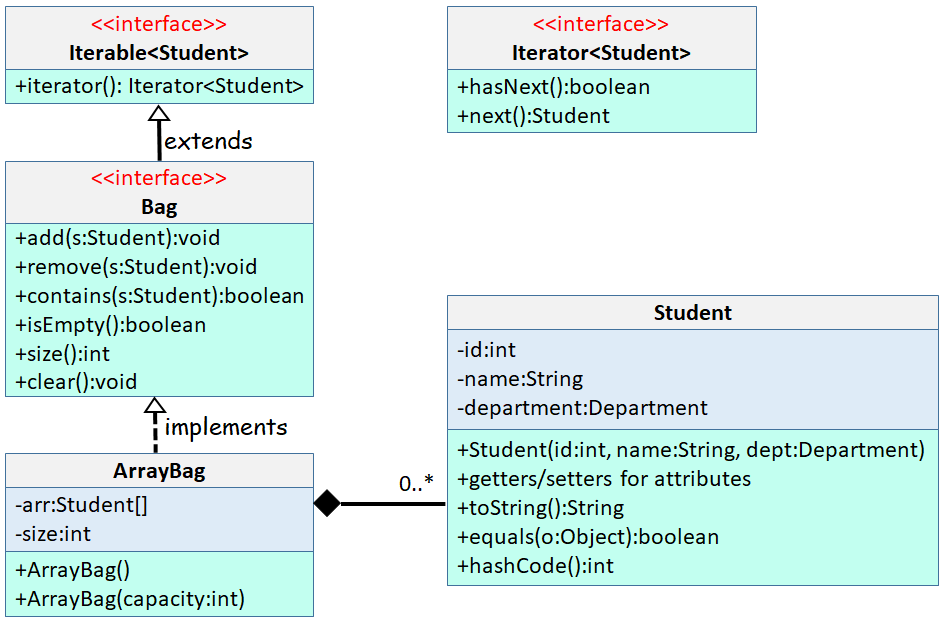 <<interface>>
Iterable<Student>
+iterator(): Iterator<Student>
<<interface>>
Iterator<Student>
+hasNext():boolean
+next():Student
extends
<<interface>>
Bag
+add(s:Student):void
+remove(s:Student):void
+contains(s:Student):boolean
+isEmpty():boolean
+size():int
+clear():void
implements
ArrayBag
-arr:Student[]
-size:int
+ArrayBag()
+ArrayBag(capacity:int)
0..*
Student
-id:int
-name:String
-department:Department
+Student(id:int, name:String, dept:Department)
+getters/setters for attributes
+toString():String
+equals(o:Object):boolean
+hashCode():int